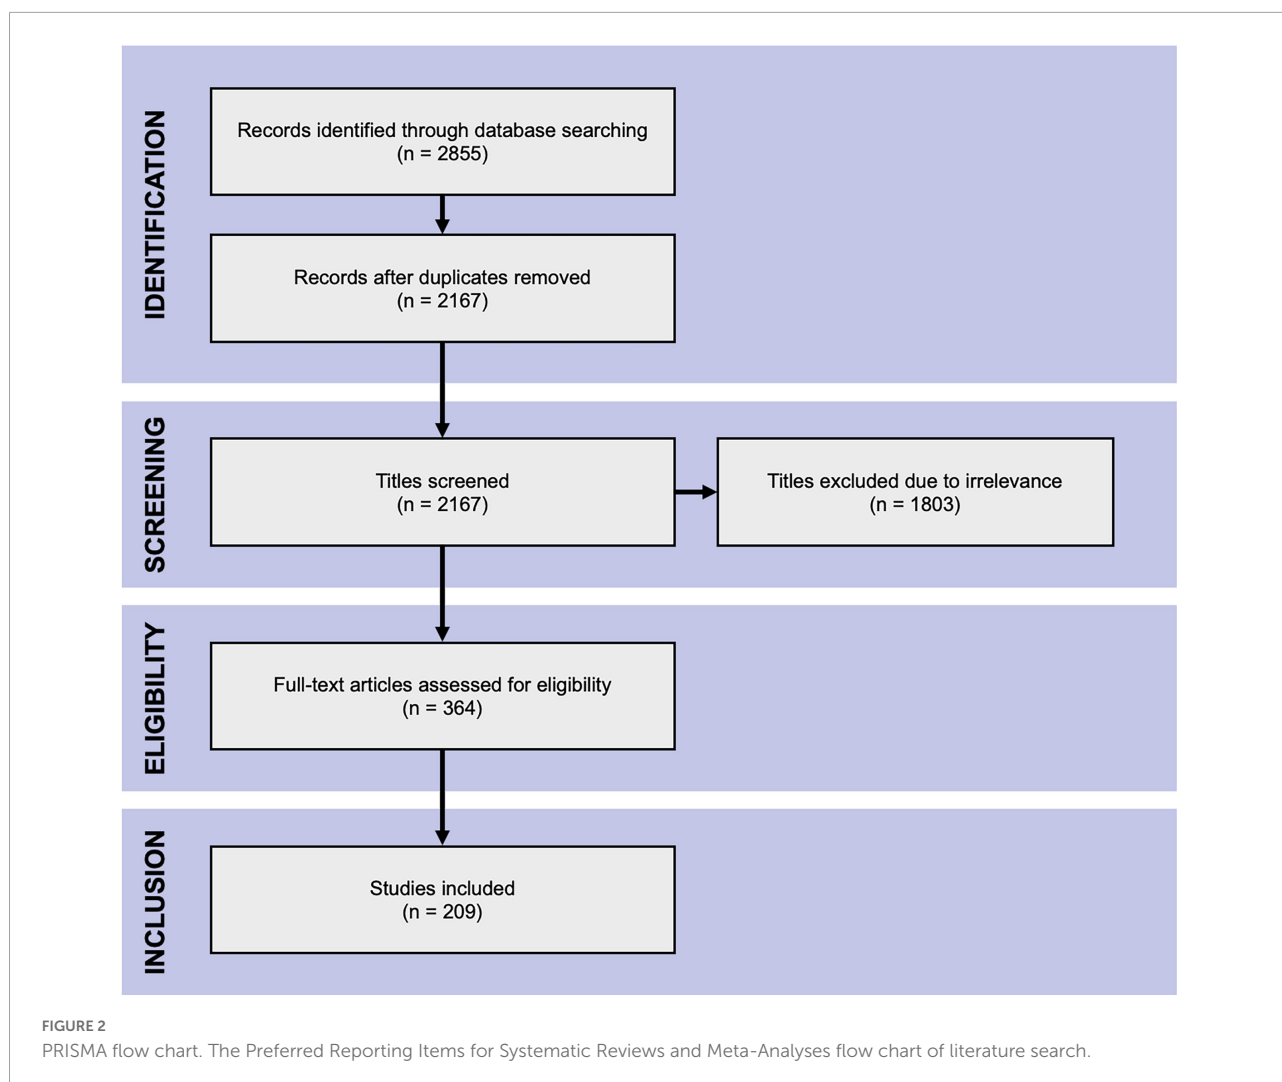 IDENTIFICATION
Records identified through database searching
(n = 2855)
Records after duplicates removed
(n = 2167)
SCREENING
Titles screened
(n = 2167)
Titles excluded due to irrelevance
(n = 1803)
ELIGIBILITY
Full-text articles assessed for eligibility
(n = 364)
INCLUSION
Studies included
(n = 209)
FIGURE 2
PRISMA flow chart. The Preferred Reporting Items for Systematic Reviews and Meta-Analyses flow chart of literature search.